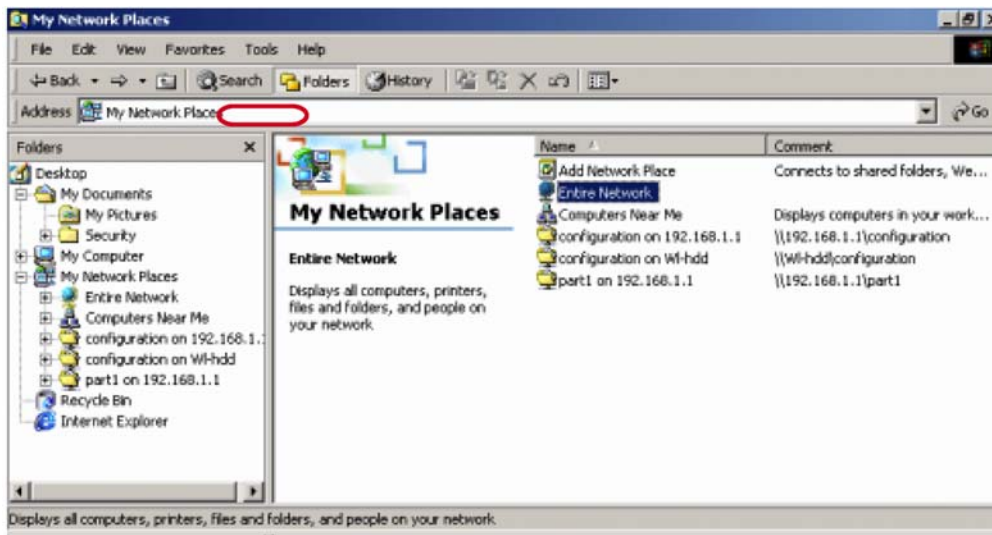 My Network Places
File Edit View Favorites Tools Help
Back Search Folders History
Address My Network Places Go
Folders
Desktop
My Documents
My Pictures
Security
My Computer
My Network Places
Entire Network
Computers Near Me
configuration on 192.168.1.
configuration on Wl-hdd
part1 on 192.168.1.1
Recycle Bin
Internet Explorer
My Network Places
Entire Network
Displays all computers, printers,
files and folders, and people on
your network
Name Comment
Add Network Place Connects to shared folders, We...
Entire Network
Computers Near Me Displays computers in your work...
configuration on 192.168.1.1 \\192.168.1.1\configuration
configuration on Wl-hdd \\Wl-hdd\configuration
part1 on 192.168.1.1 \\192.168.1.1\part1
Displays all computers, printers, files and folders, and people on your network